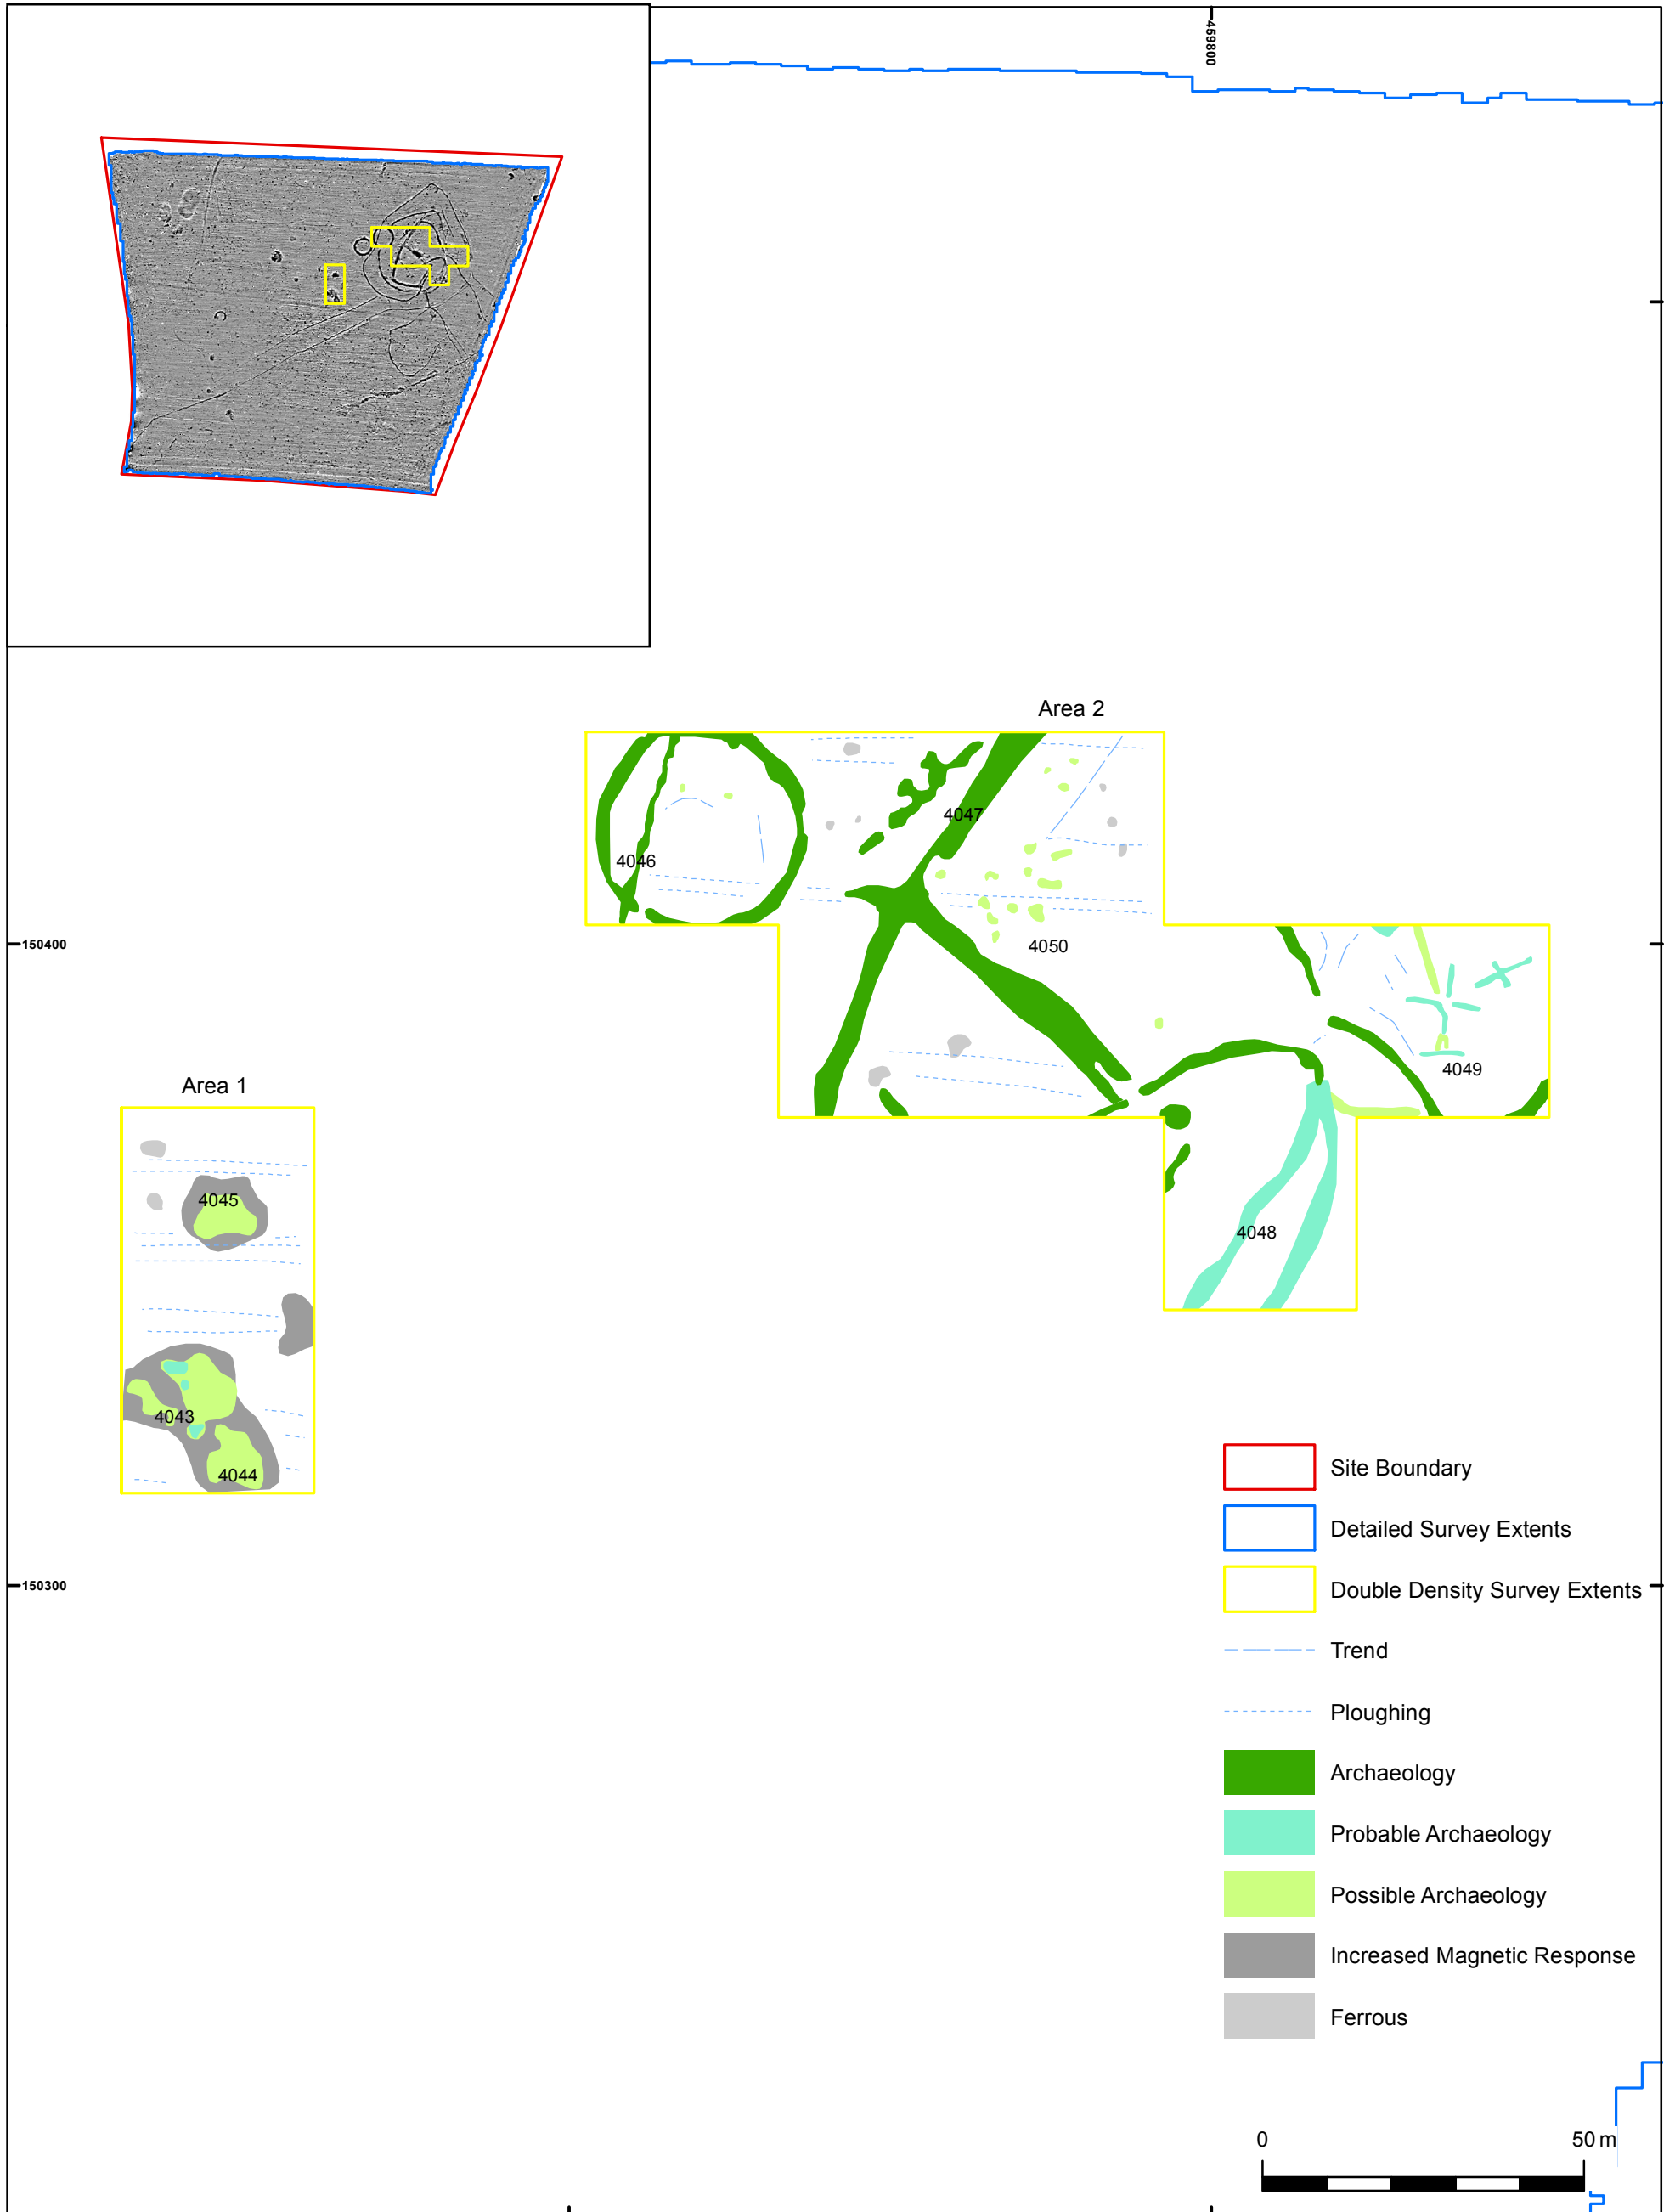 459800
Area 2
4047
4046
150400
4050
4049
Area 1
4045
4048
4043
4044
Site Boundary
Detailed Survey Extents
150300
Double Density Survey Extents
Trend
Ploughing
Archaeology
Probable Archaeology
Possible Archaeology
Increased Magnetic Response
Ferrous
0 50 m